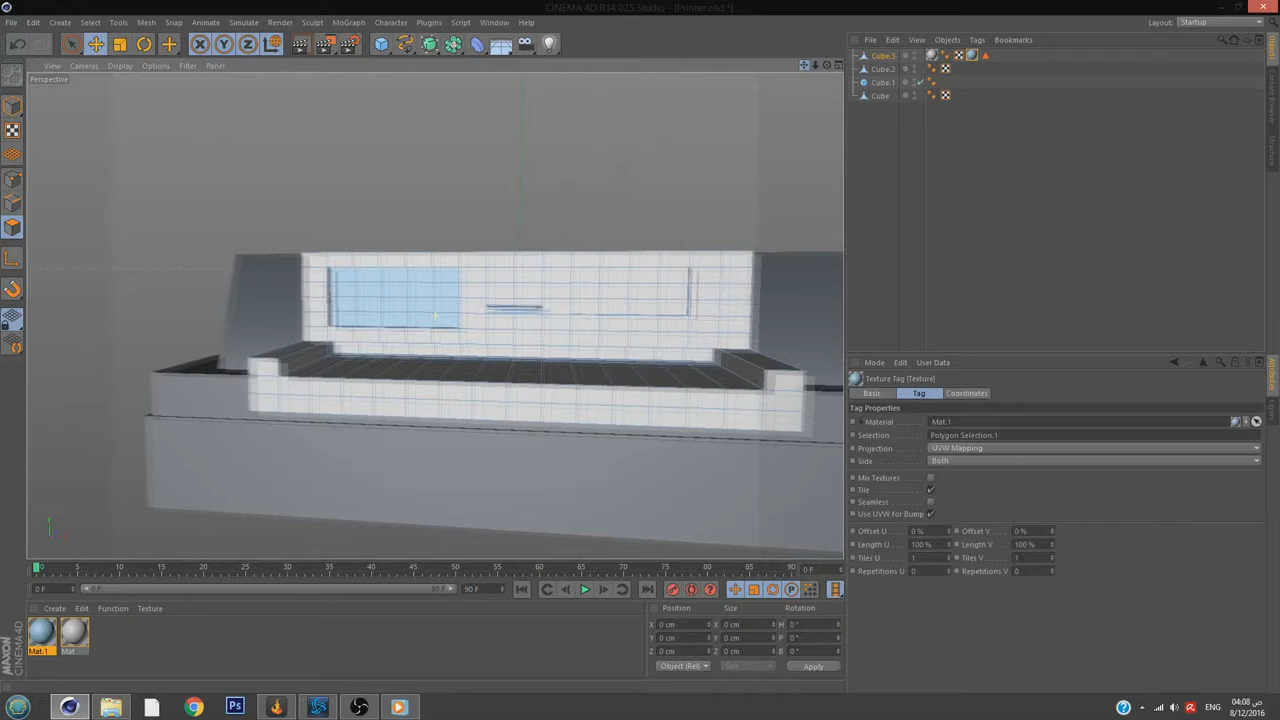 CINEMA 4D R14.025 Studio - [Printer.c4d *]
File Edit Create Select Tools Mesh Snap Animate Simulate Render Sculpt MoGraph Character Plugins Script Window Help
Layout: Startup
View Cameras Display Options Filter Panel
Perspective
File Edit View Objects Tags Bookmarks
Cube.3
Cube.2
Cube.1
Cube
Objects
Content Browser
Structure
Mode Edit User Data
Texture Tag [Texture]
Basic Tag Coordinates
Tag Properties
Material Mat.1
Selection Polygon Selection.1
Projection UVW Mapping
Side Both
Mix Textures
Tile
Seamless
Use UVW for Bump
Offset U 0 % Offset V 0 %
Length U 100 % Length V 100 %
Tiles U 1 Tiles V 1
Repetitions U 0 Repetitions V 0
Attributes
Layers
0 5 10 15 20 25 30 35 40 45 50 55 60 65 70 75 80 85 90 0 F
0 F 90 F
Create Edit Function Texture
Mat.1 Mat
Position Size Rotation
X 0 cm X 0 cm H 0 °
Y 0 cm Y 0 cm P 0 °
Z 0 cm Z 0 cm B 0 °
Object (Rel) Size Apply
MAXON
CINEMA 4D
Ps
ENG
04:08 ص
8/12/2016